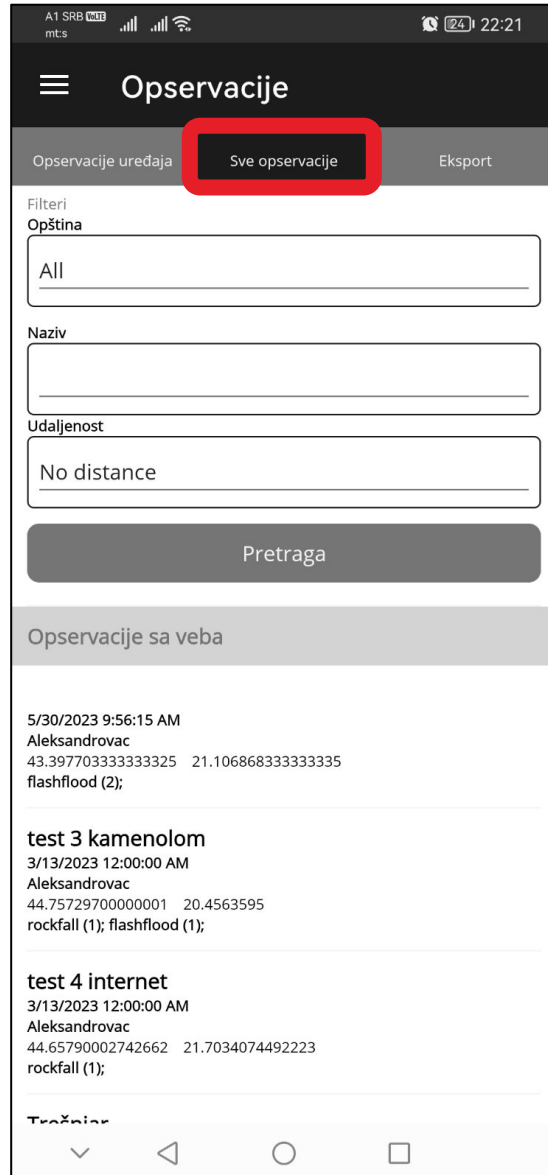 A1 SRB VoLTE
mt:s
24 22:21
Opservacije
Opservacije uređaja Sve opservacije Eksport
Filteri
Opština
All
Naziv
Udaljenost
No distance
Pretraga
Opservacije sa veba
5/30/2023 9:56:15 AM
Aleksandrovac
43.397703333333325 21.106868333333335
flashflood (2);
test 3 kamenolom
3/13/2023 12:00:00 AM
Aleksandrovac
44.75729700000001 20.4563595
rockfall (1); flashflood (1);
test 4 internet
3/13/2023 12:00:00 AM
Aleksandrovac
44.65790002742662 21.7034074492223
rockfall (1);
Trešnjar